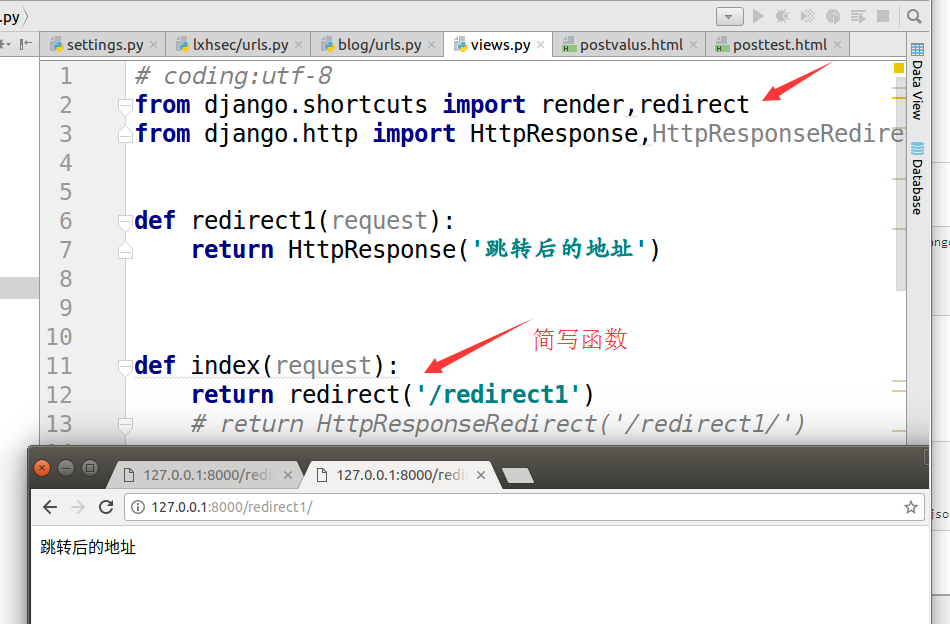 .py
settings.py
lxhsec/urls.py
blog/urls.py
views.py
postvalus.html
posttest.html
1 # coding:utf-8
2 from django.shortcuts import render,redirect
3 from django.http import HttpResponse,HttpResponseRedire
4
5
6 def redirect1(request):
7 return HttpResponse('跳转后的地址')
8
9
10
简写函数
11 def index(request):
12 return redirect('/redirect1')
13 # return HttpResponseRedirect('/redirect1/')
Data View
Database
ango
json
127.0.0.1:8000/redi
127.0.0.1:8000/redi
127.0.0.1:8000/redirect1/
跳转后的地址